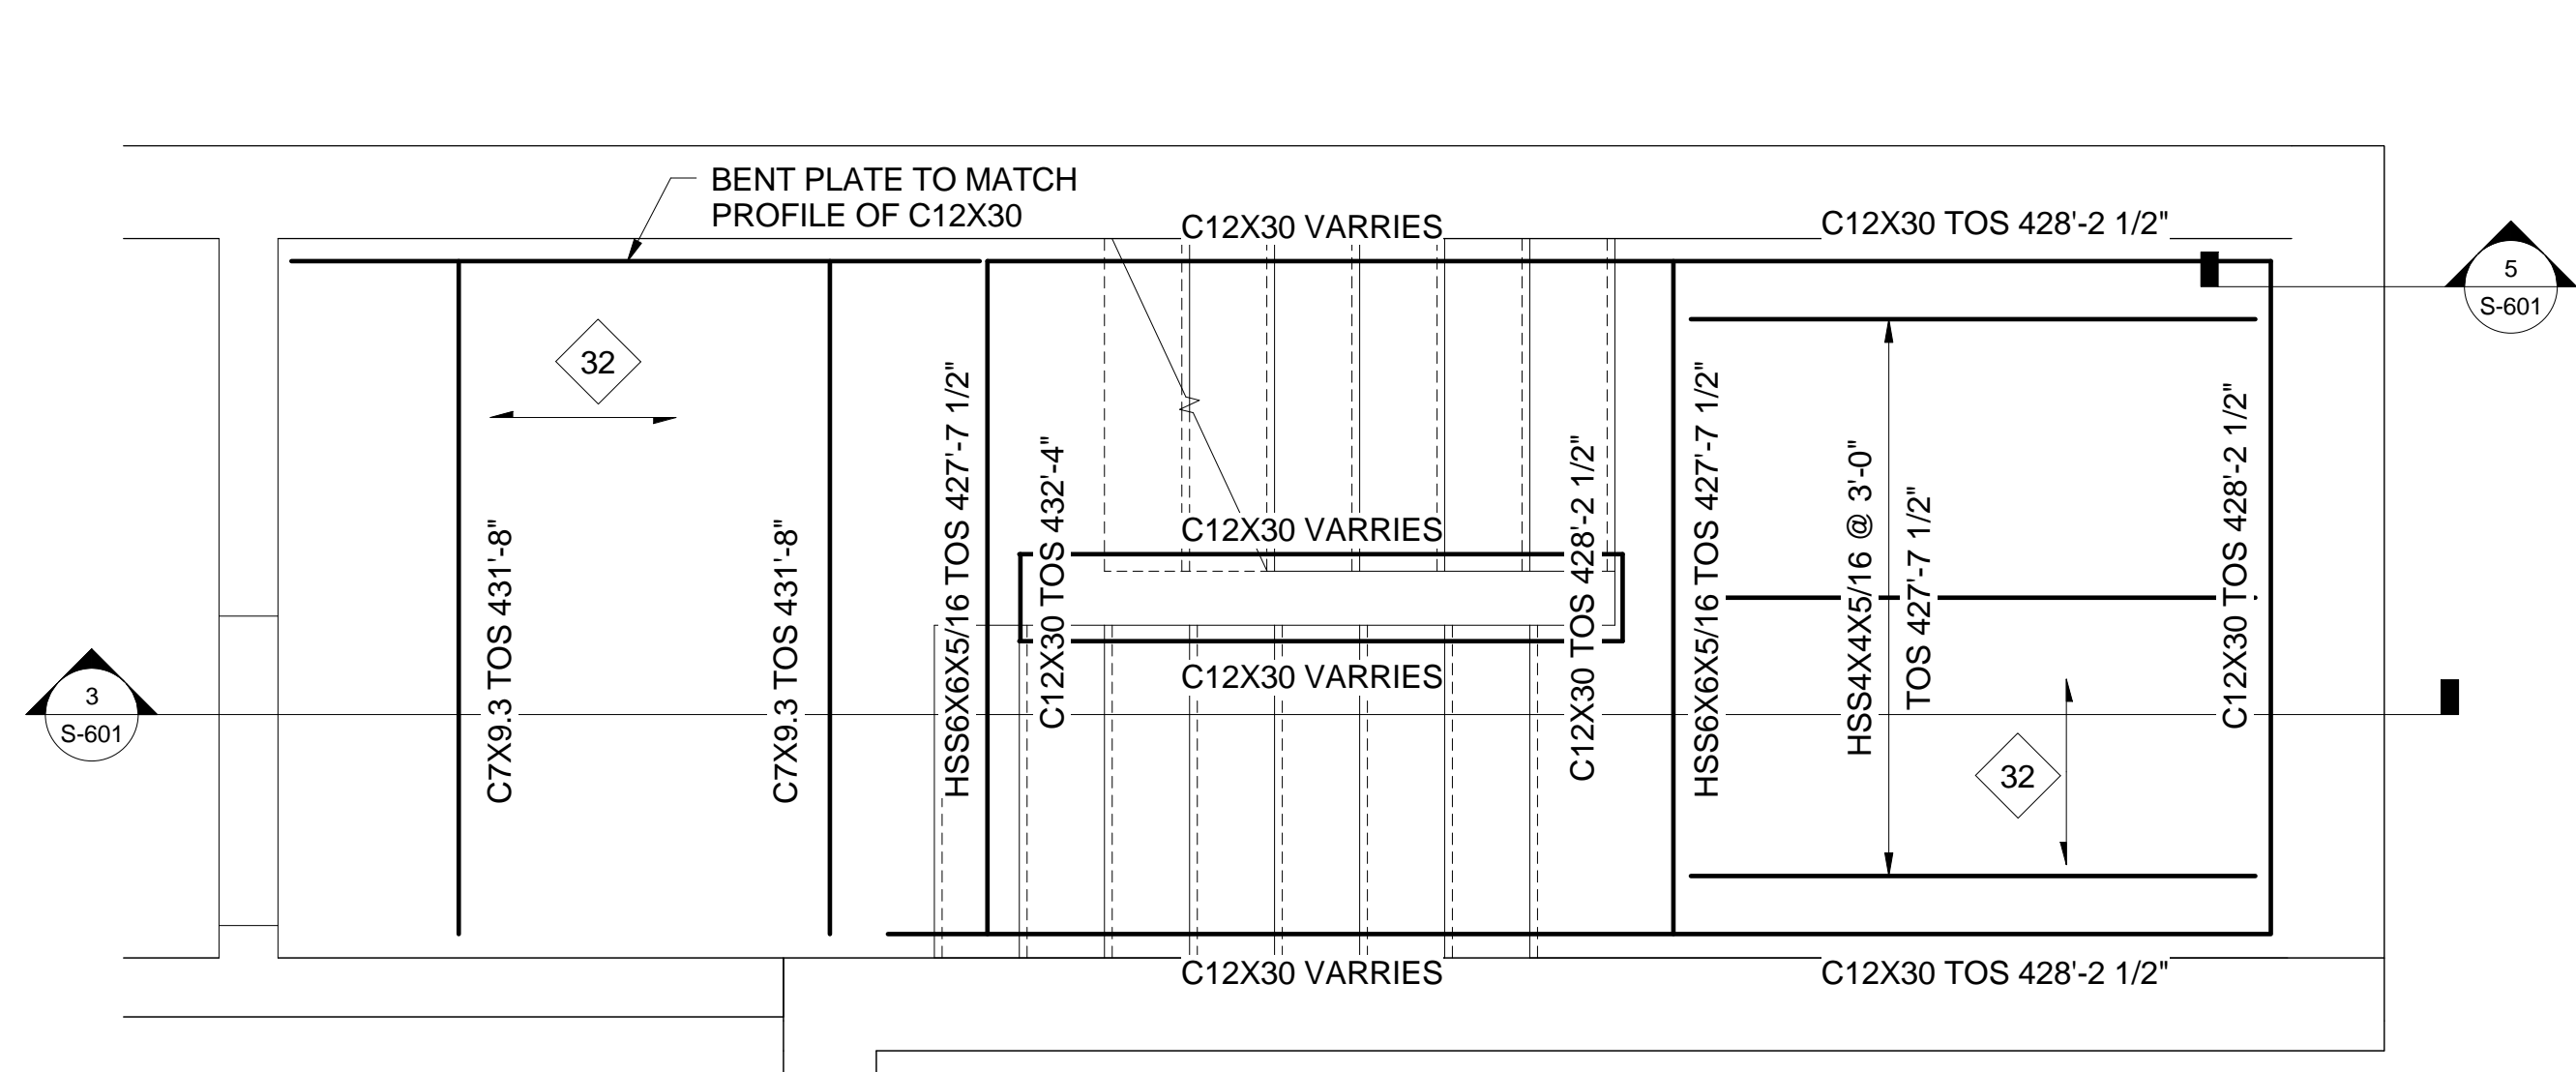 BENT PLATE TO MATCH
PROFILE OF C12X30
C12X30 VARRIES
C12X30 TOS 428'-2 1/2"
5
S-601
32
C7X9.3 TOS 431'-8"
C7X9.3 TOS 431'-8"
HSS6X6X5/16 TOS 427'-7 1/2"
C12X30 TOS 432'-4"
C12X30 VARRIES
C12X30 VARRIES
C12X30 TOS 428'-2 1/2"
HSS6X6X5/16 TOS 427'-7 1/2"
HSS4X4X5/16 @ 3'-0"
TOS 427'-7 1/2"
C12X30 TOS 428'-2 1/2"
3
S-601
32
C12X30 VARRIES
C12X30 TOS 428'-2 1/2"